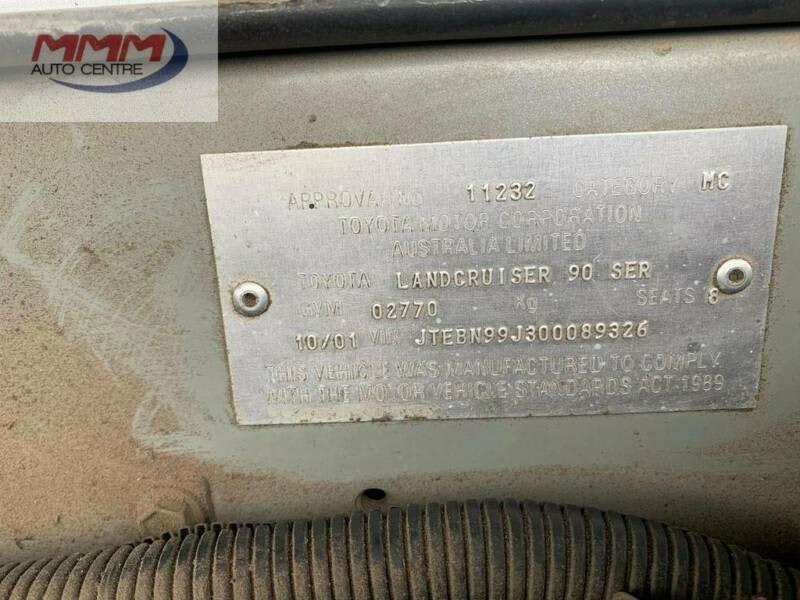 MMM
AUTO CENTRE
APPROVAL NO 11232 CATEGORY MC
TOYOTA MOTOR CORPORATION
AUSTRALIA LIMITED
TOYOTA LANDCRUISER 90 SER
GVM 02770 Kg SEATS 8
10/01 VIN JTEBN99J300089326
THIS VEHICLE WAS MANUFACTURED TO COMPLY
WITH THE MOTOR VEHICLE STANDARDS ACT 1989